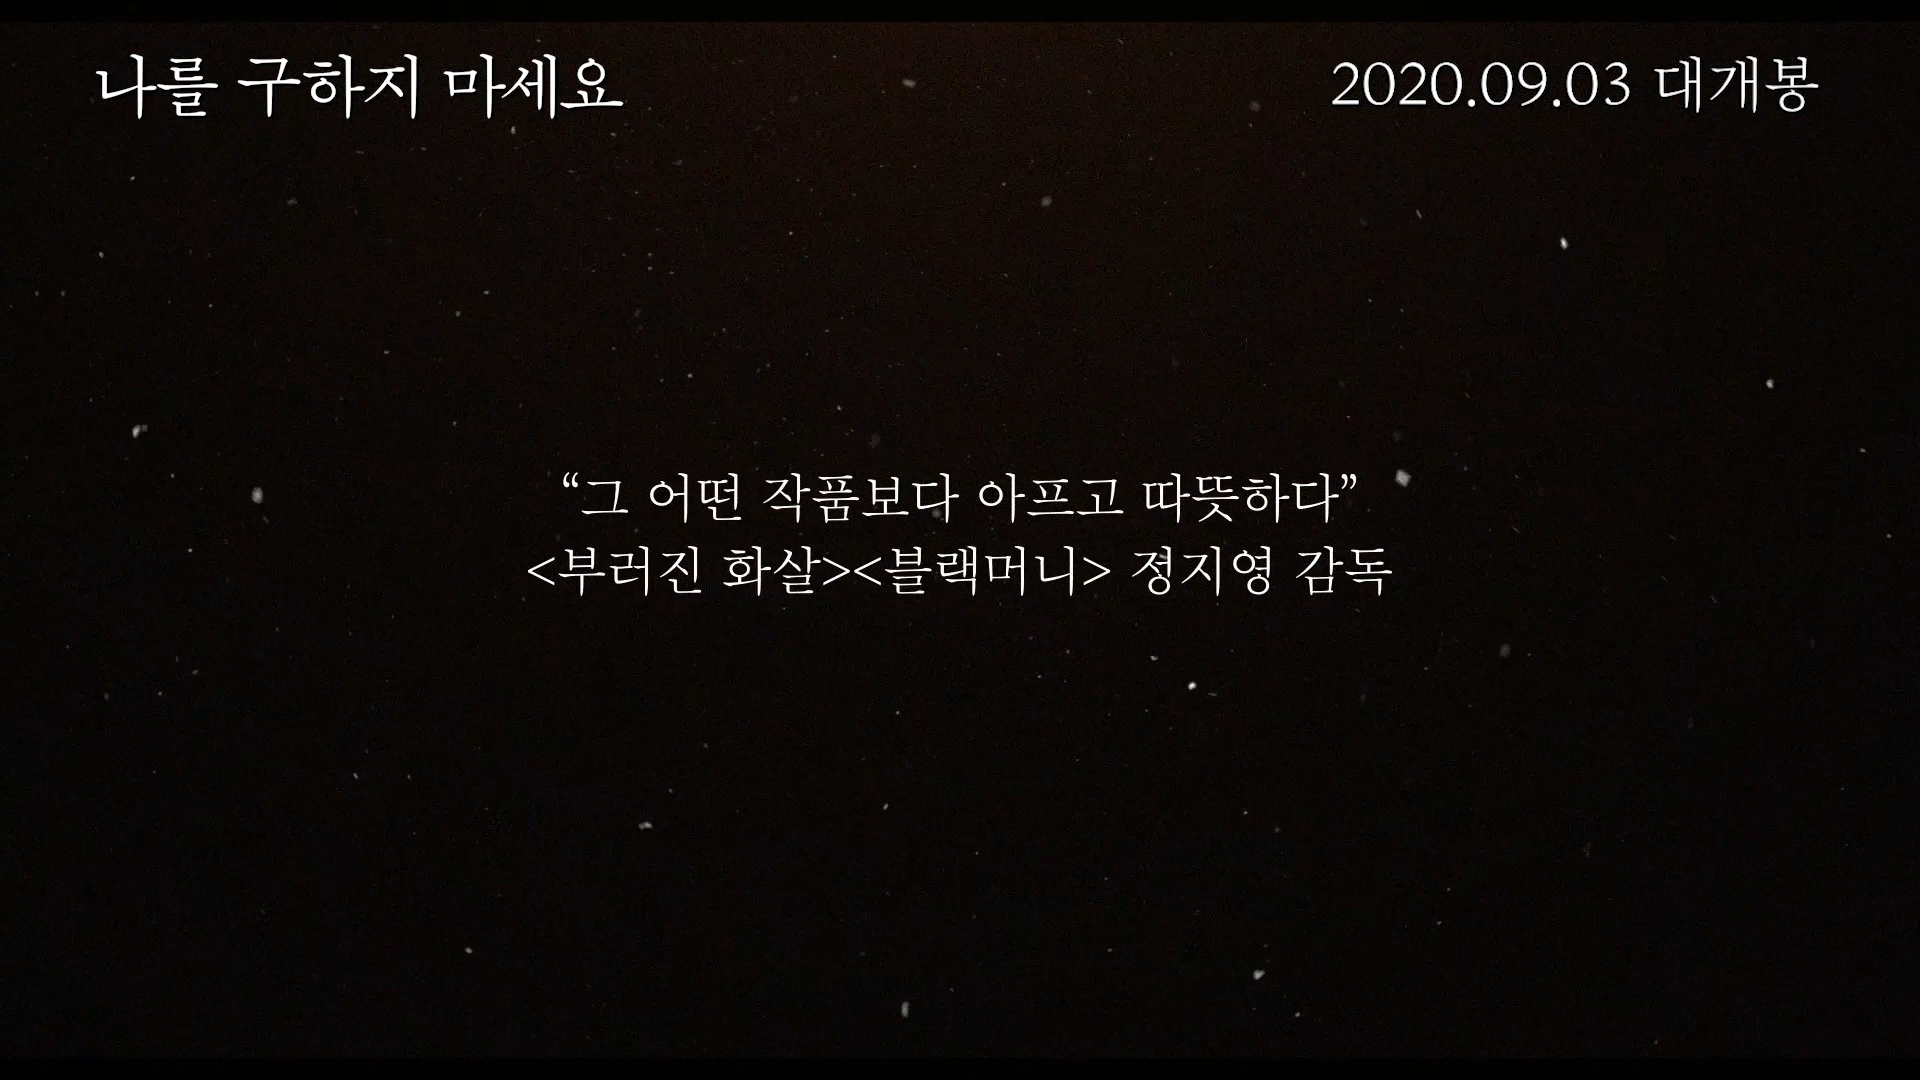 나를 구하지 마세요
2020.09.03 대개봉
“그 어떤 작품보다 아프고 따뜻하다”
<부러진 화살><블랙머니> 정지영 감독